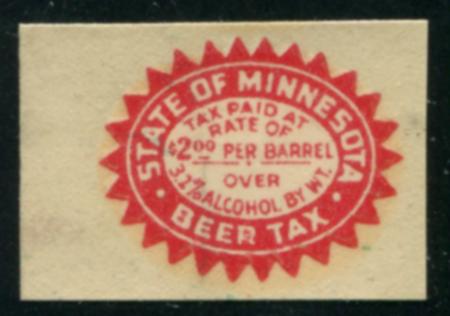 STATE OF MINNESOTA
TAX PAID AT
RATE OF
$2.00 PER BARREL
OVER
3.2% ALCOHOL BY WT.
· BEER TAX ·